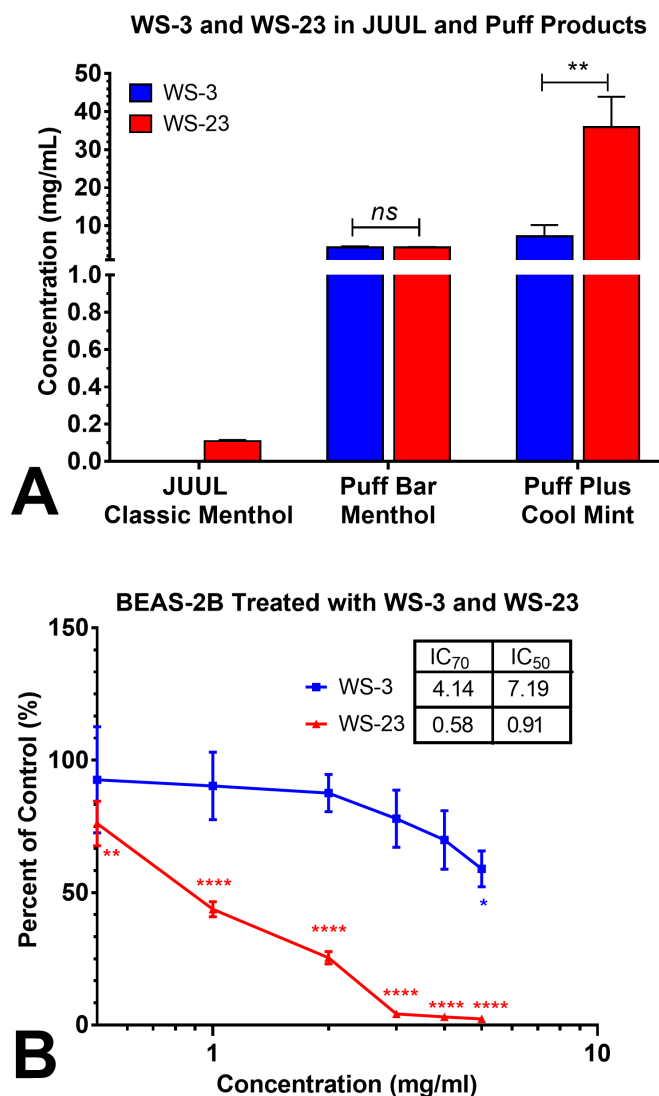 WS-3 and WS-23 in JUUL and Puff Products
Concentration (mg/mL)
50
40
30
20
10
1.0
0.8
0.6
0.4
0.2
0.0
WS-3
WS-23
ns
**
JUUL
Classic Menthol
Puff Bar
Menthol
Puff Plus
Cool Mint
A
BEAS-2B Treated with WS-3 and WS-23
Percent of Control (%)
150
100
50
0
WS-3
WS-23
IC70 IC50
4.14 7.19
0.58 0.91
**
****
****
****
****
****
*
1
10
Concentration (mg/ml)
B